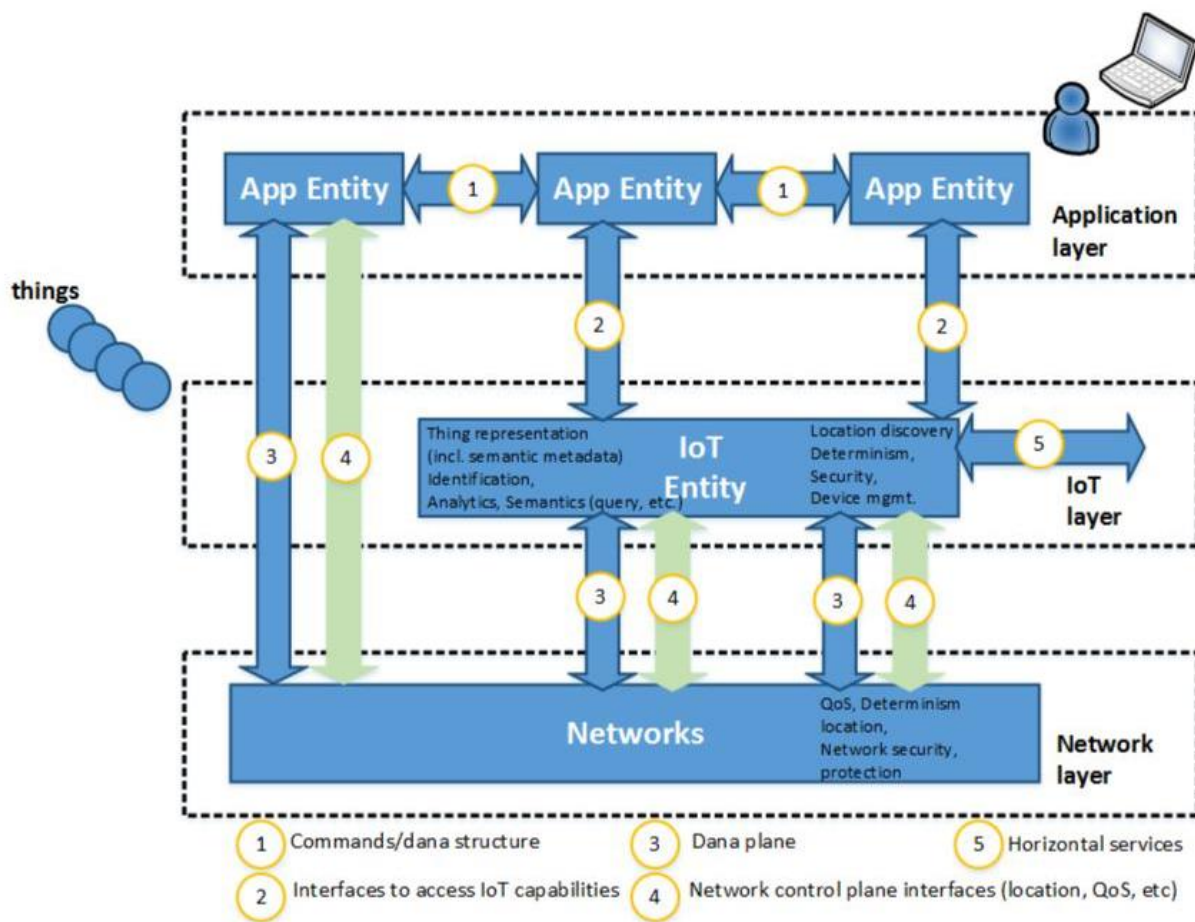 App Entity
1
App Entity
1
App Entity
Application
layer
things
2
2
3
4
Thing representation
(incl. semantic metadata)
Identification,
Analytics, Semantics (query, etc.)
IoT
Entity
Location discovery
Determinism,
Security,
Device mgmt.
5
IoT
layer
3
4
3
4
Networks
QoS, Determinism
location,
Network security,
protection
Network
layer
1 Commands/dana structure
3 Dana plane
5 Horizontal services
2 Interfaces to access IoT capabilities
4 Network control plane interfaces (location, QoS, etc)